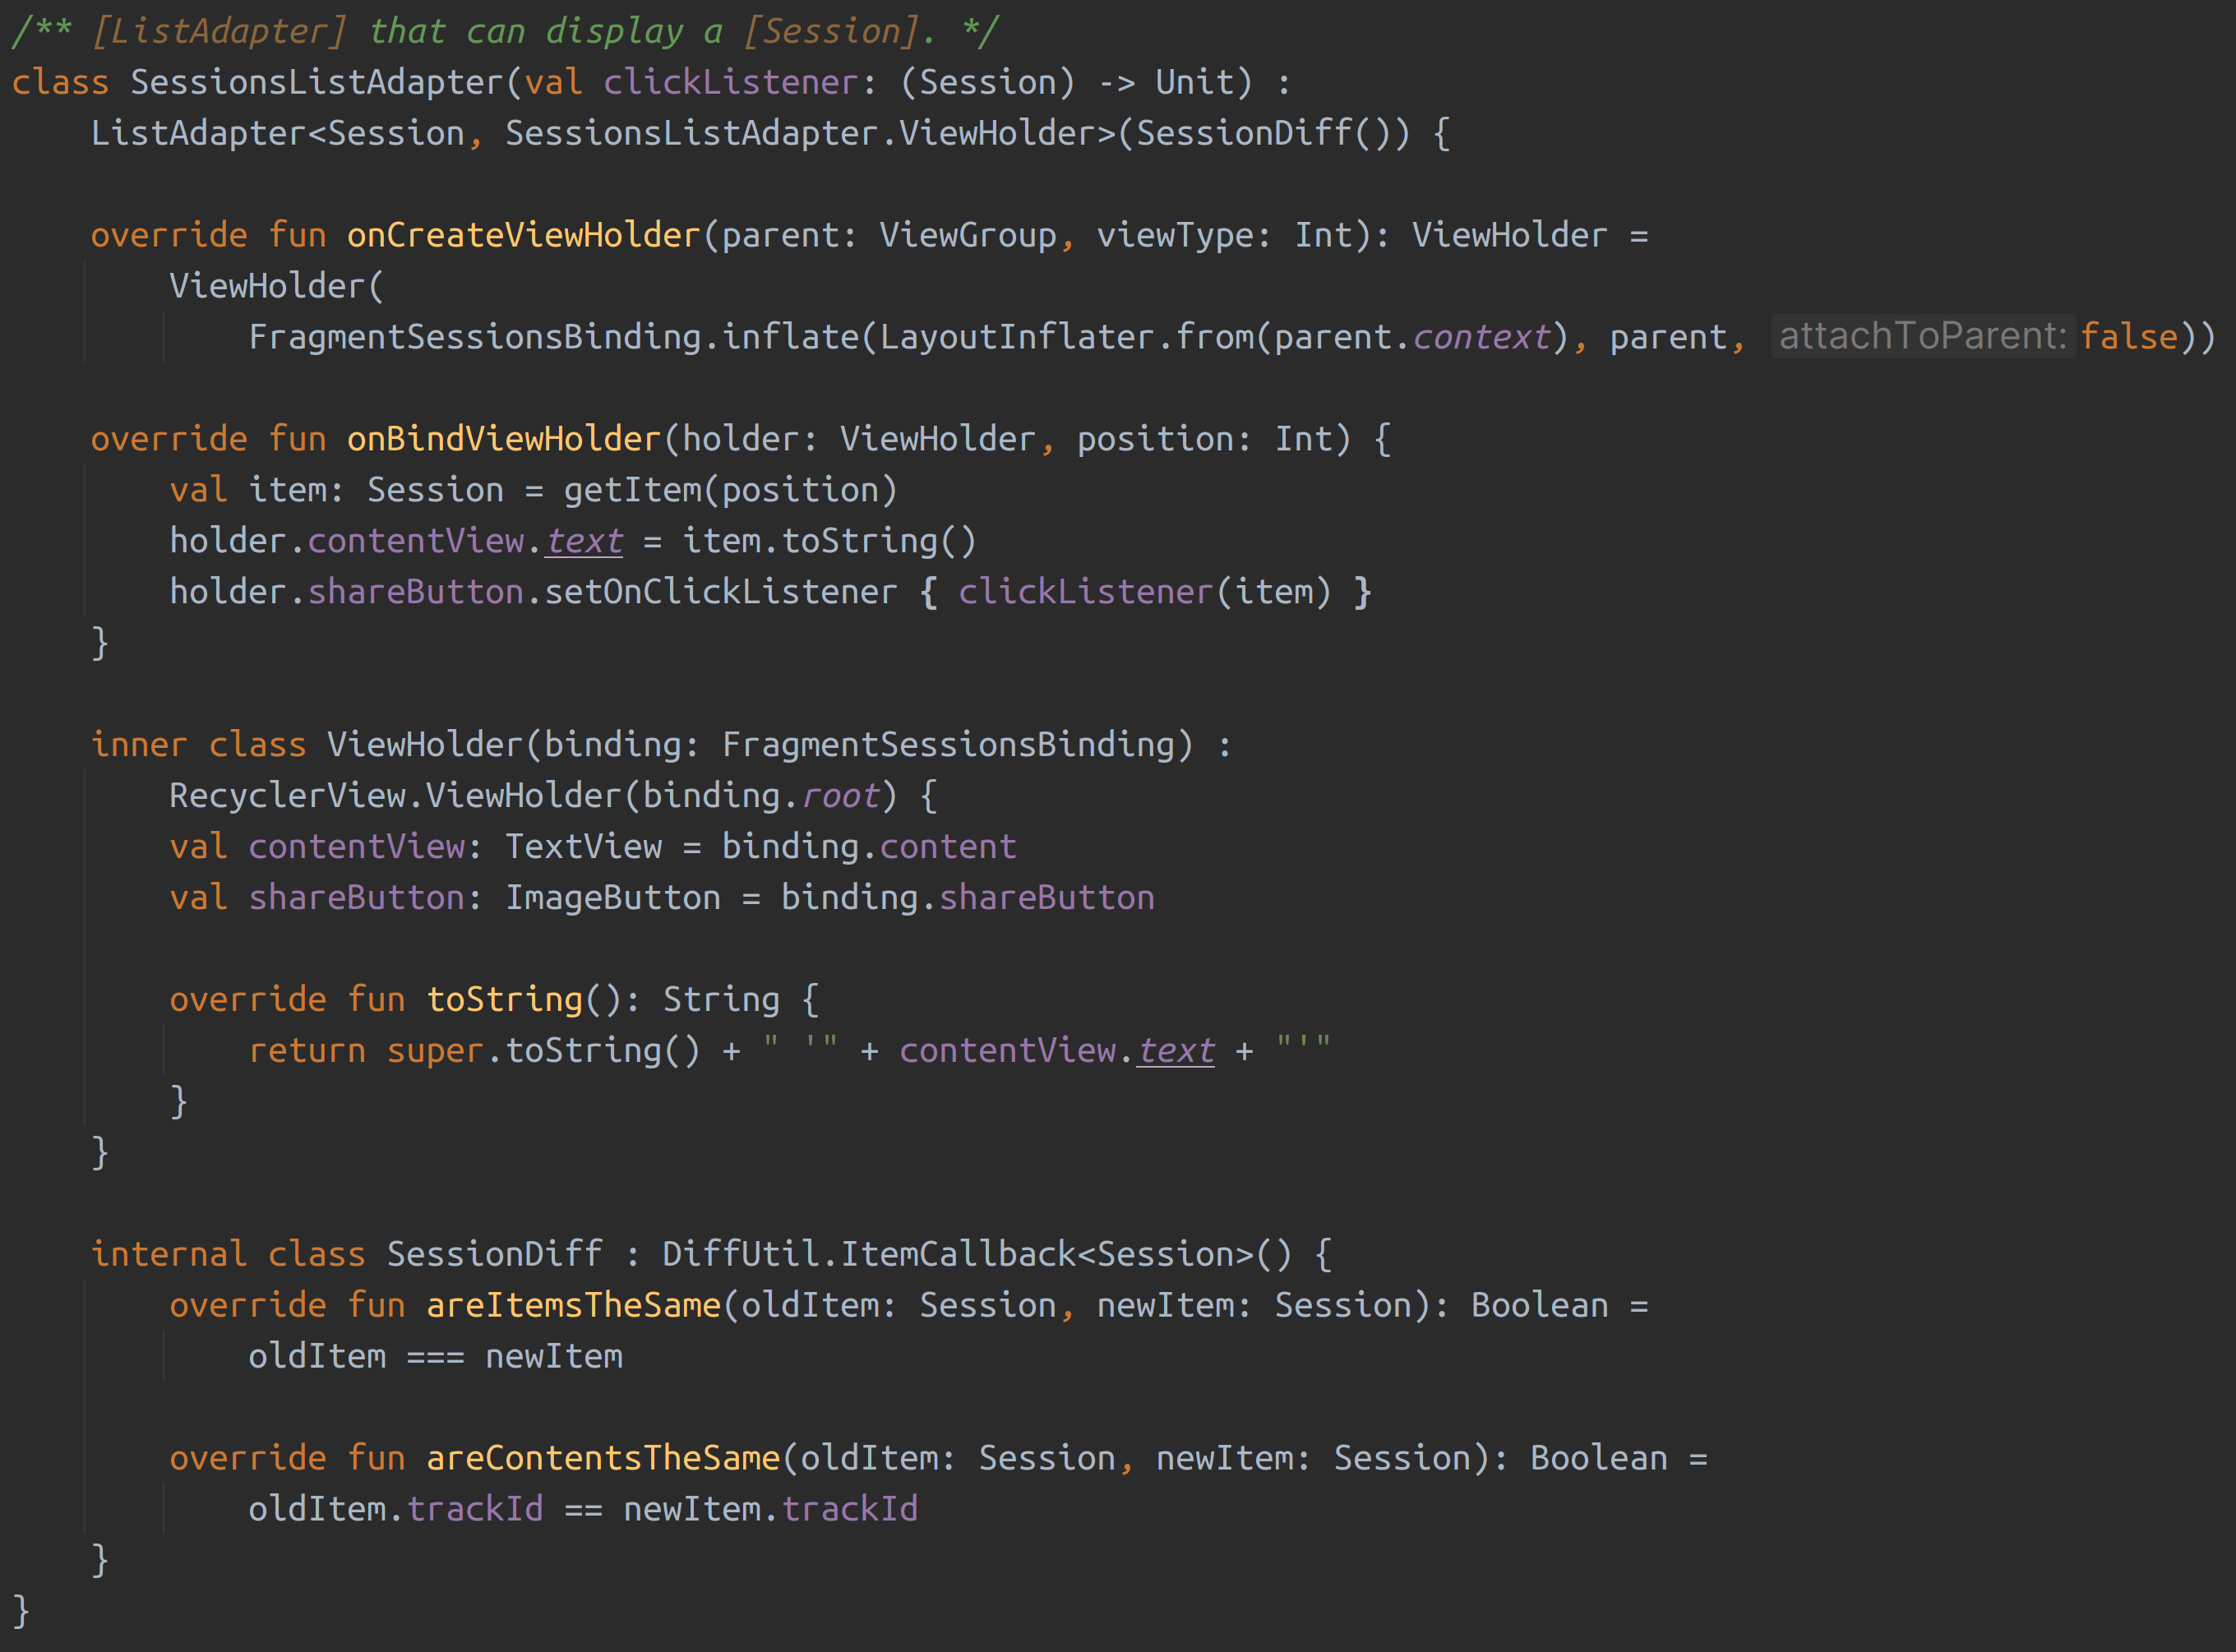 /** [ListAdapter] that can display a [Session]. */
class SessionsListAdapter(val clickListener: (Session) -> Unit) :
    ListAdapter<Session, SessionsListAdapter.ViewHolder>(SessionDiff()) {

    override fun onCreateViewHolder(parent: ViewGroup, viewType: Int): ViewHolder =
        ViewHolder(
            FragmentSessionsBinding.inflate(LayoutInflater.from(parent.context), parent, attachToParent: false))

    override fun onBindViewHolder(holder: ViewHolder, position: Int) {
        val item: Session = getItem(position)
        holder.contentView.text = item.toString()
        holder.shareButton.setOnClickListener { clickListener(item) }
    }

    inner class ViewHolder(binding: FragmentSessionsBinding) :
        RecyclerView.ViewHolder(binding.root) {
        val contentView: TextView = binding.content
        val shareButton: ImageButton = binding.shareButton

        override fun toString(): String {
            return super.toString() + " '" + contentView.text + "'"
        }
    }

    internal class SessionDiff : DiffUtil.ItemCallback<Session>() {
        override fun areItemsTheSame(oldItem: Session, newItem: Session): Boolean =
            oldItem === newItem

        override fun areContentsTheSame(oldItem: Session, newItem: Session): Boolean =
            oldItem.trackId == newItem.trackId
    }
}